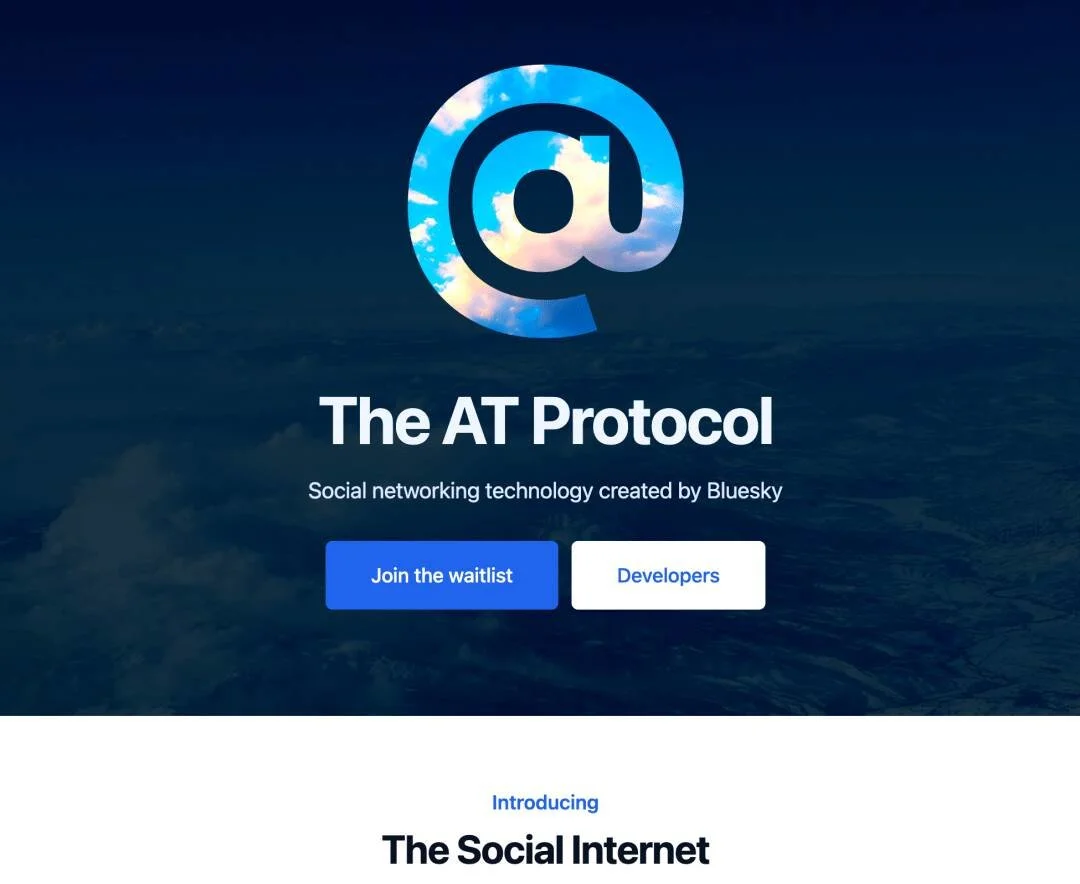 @
The AT Protocol
Social networking technology created by Bluesky
Join the waitlist
Developers
Introducing
The Social Internet